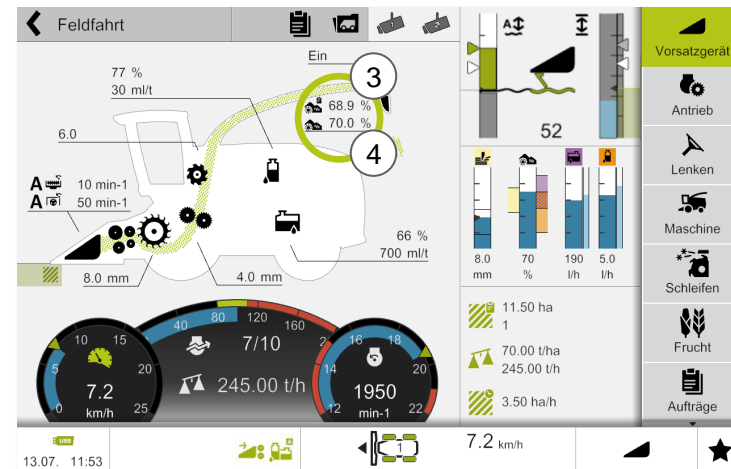 Feldfahrt
Ein
3
77 %
30 ml/t
68.9 %
70.0 %
4
6.0
A 10 min-1
A 50 min-1
66 %
700 ml/t
8.0 mm
4.0 mm
A
52
8.0 70 190 5.0
mm % l/h l/h
11.50 ha
1
70.00 t/ha
245.00 t/h
3.50 ha/h
0 5 10 15 20 25
7.2
km/h
40 80 120 160 2
7/10
245.00 t/h
12 14 16 18 20 22
1950
min-1
Vorsatzgerät
Antrieb
Lenken
Maschine
Schleifen
Frucht
Aufträge
USB
13.07. 11:53
A
1
7.2 km/h